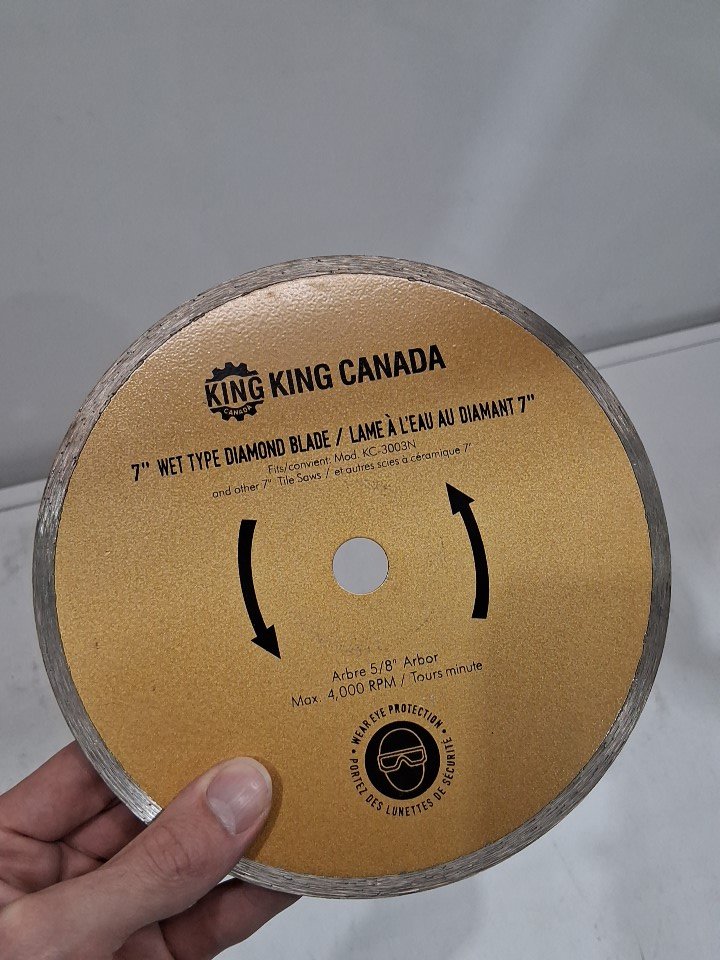 KING KING CANADA
CANADA
7" WET TYPE DIAMOND BLADE / LAME À L'EAU AU DIAMANT 7"
Fits/convient: Mod. KC-3003N
and other 7" Tile Saws / et autres scies à céramique 7"
Arbre 5/8" Arbor
Max. 4,000 RPM / Tours minute
• WEAR EYE PROTECTION •
PORTEZ DES LUNETTES DE SÉCURITÉ